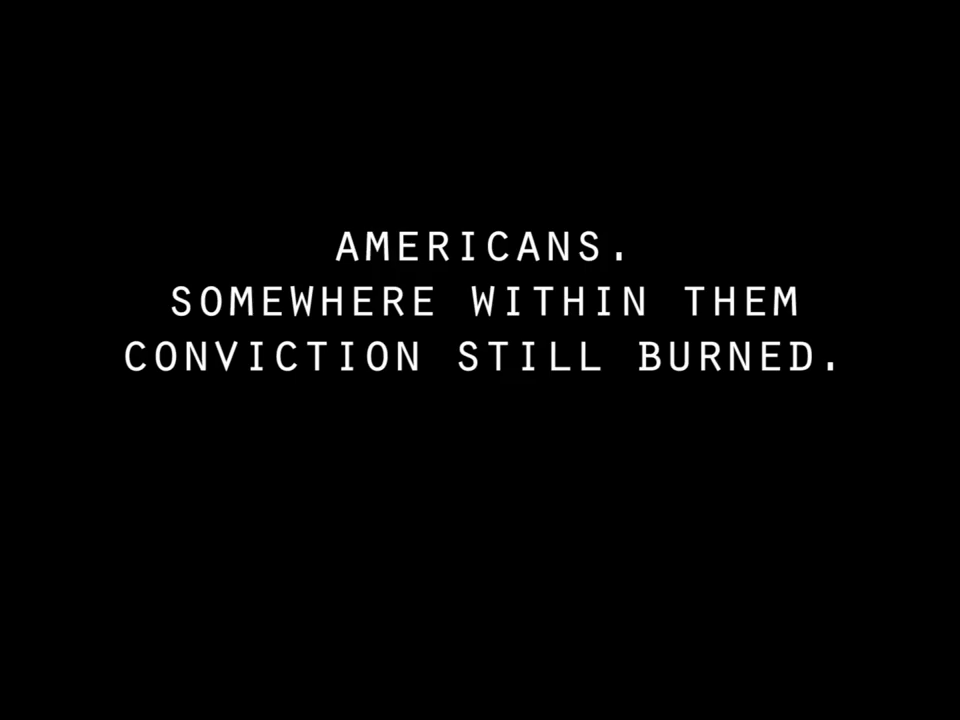 AMERICANS.
SOMEWHERE WITHIN THEM
CONVICTION STILL BURNED.